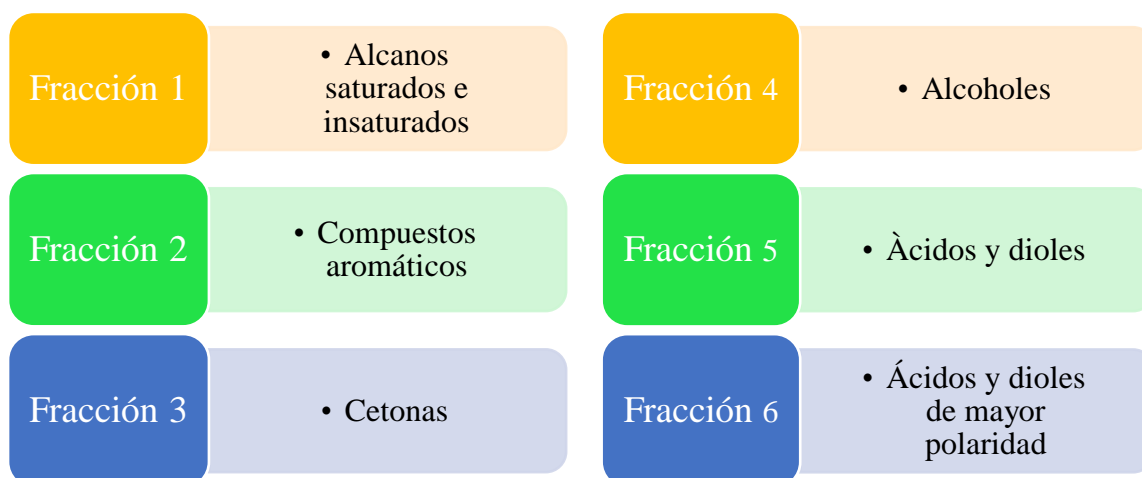 Fracción 1
• Alcanos
saturados e
insaturados
Fracción 2
• Compuestos
aromáticos
Fracción 3
• Cetonas
Fracción 4
• Alcoholes
Fracción 5
• Àcidos y dioles
Fracción 6
• Ácidos y dioles
de mayor
polaridad